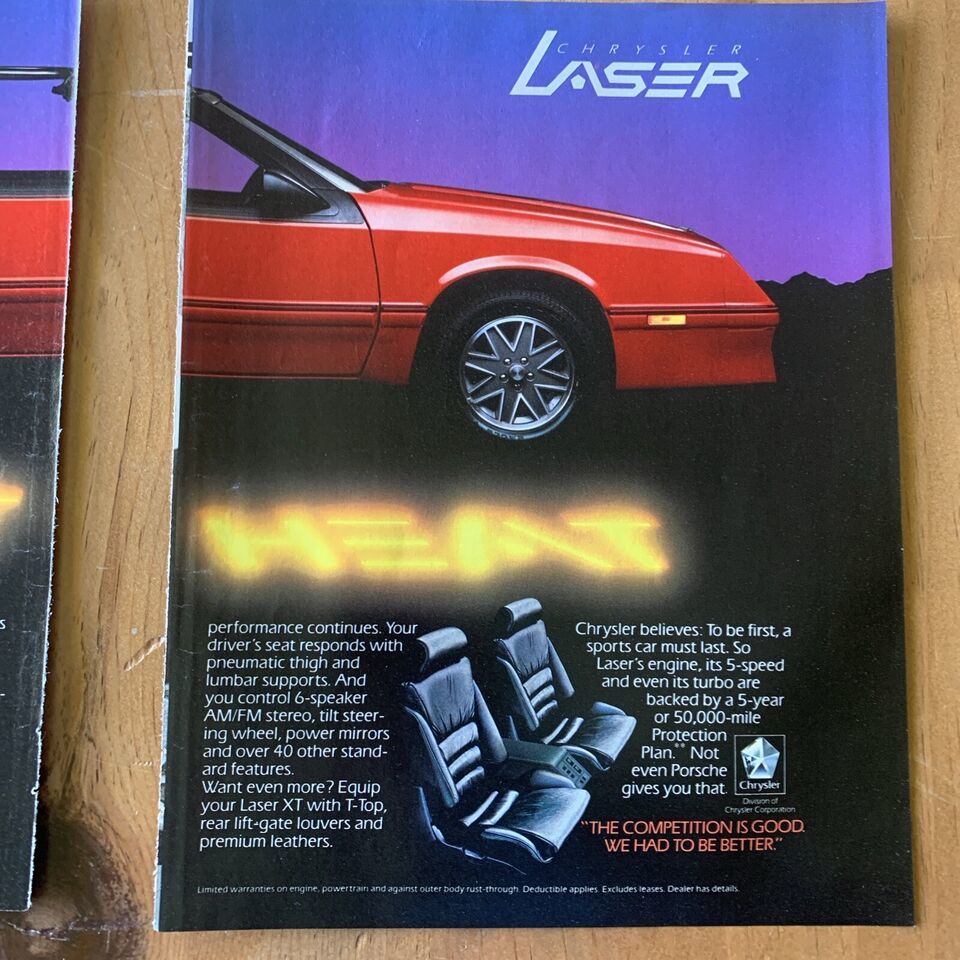 CHRYSLER
LASER
HEAT
s
performance continues. Your
driver's seat responds with
pneumatic thigh and
lumbar supports. And
you control 6-speaker
AM/FM stereo, tilt steer-
ing wheel, power mirrors
and over 40 other stand-
ard features.
Want even more? Equip
your Laser XT with T-Top,
rear lift-gate louvers and
premium leathers.
Chrysler believes: To be first, a
sports car must last. So
Laser's engine, its 5-speed
and even its turbo are
backed by a 5-year
or 50,000-mile
Protection
Plan.** Not
even Porsche
gives you that.
Chrysler
Division of
Chrysler Corporation
"THE COMPETITION IS GOOD.
WE HAD TO BE BETTER."
Limited warranties on engine, powertrain and against outer body rust-through. Deductible applies. Excludes leases. Dealer has details.